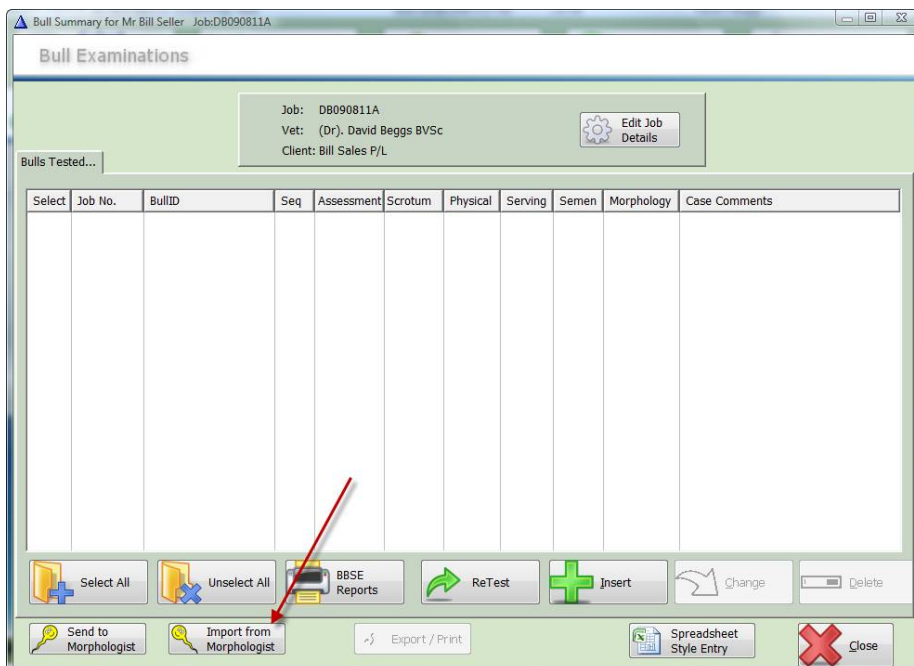 Bull Summary for Mr Bill Seller Job:DB090811A
Bull Examinations
Job: DB090811A
Vet: (Dr). David Beggs BVSc
Client: Bill Sales P/L
Edit Job
Details
Bulls Tested...
Select Job No. BullID Seq Assessment Scrotum Physical Serving Semen Morphology Case Comments
Select All
Unselect All
BBSE
Reports
ReTest
Insert
Change
Delete
Send to
Morphologist
Import from
Morphologist
Export / Print
Spreadsheet
Style Entry
Close